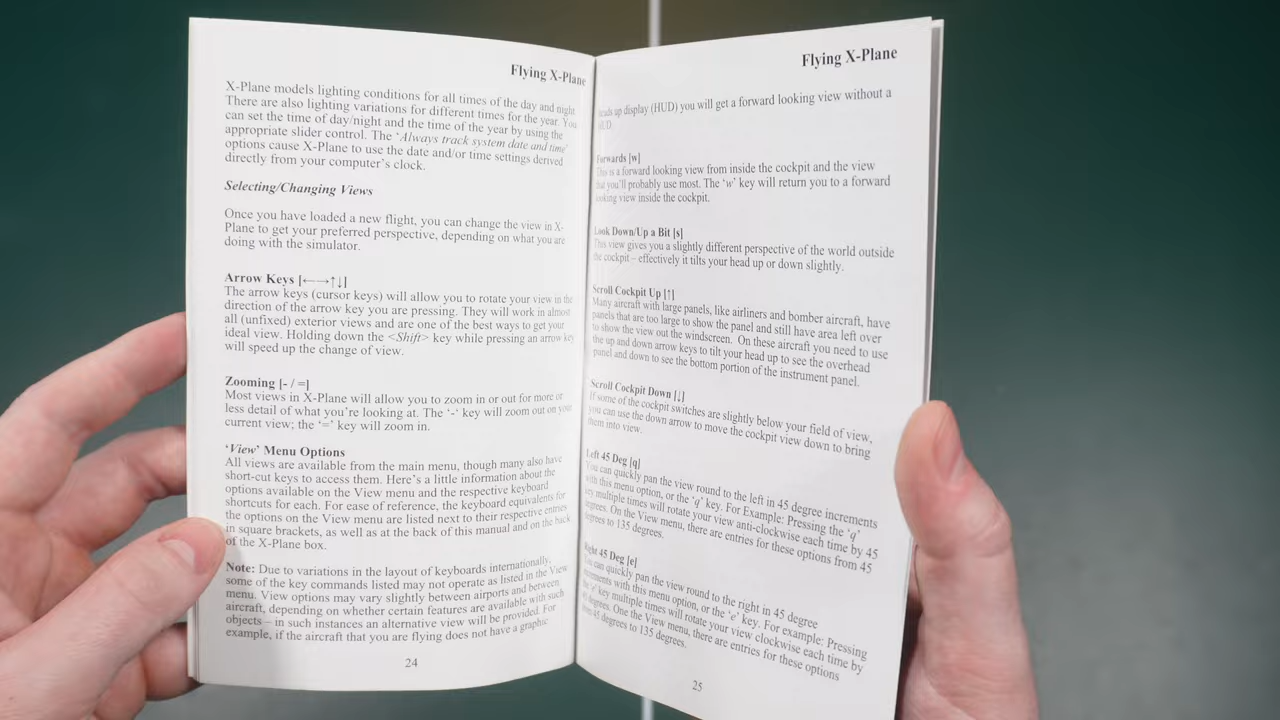 Flying X-Plane
X-Plane models lighting conditions for all times of the day and night.
There are also lighting variations for different times for the year. You
can set the time of day/night and the time of the year by using the
appropriate slider control. The ‘Always track system date and time’
options cause X-Plane to use the date and/or time settings derived
directly from your computer’s clock.
Selecting/Changing Views
Once you have loaded a new flight, you can change the view in X-
Plane to get your preferred perspective, depending on what you are
doing with the simulator.
Arrow Keys [←→↑↓]
The arrow keys (cursor keys) will allow you to rotate your view in the
direction of the arrow key you are pressing. They will work in almost
all (unfixed) exterior views and are one of the best ways to get your
ideal view. Holding down the <Shift> key while pressing an arrow key
will speed up the change of view.
Zooming [- / =]
Most views in X-Plane will allow you to zoom in or out for more or
less detail of what you’re looking at. The ‘-‘ key will zoom out on your
current view; the ‘=’ key will zoom in.
‘View’ Menu Options
All views are available from the main menu, though many also have
short-cut keys to access them. Here’s a little information about the
options available on the View menu and the respective keyboard
shortcuts for each. For ease of reference, the keyboard equivalents for
the options on the View menu are listed next to their respective entries
in square brackets, as well as at the back of this manual and on the back
of the X-Plane box.
Note: Due to variations in the layout of keyboards internationally,
some of the key commands listed may not operate as listed in the View
menu. View options may vary slightly between airports and between
aircraft, depending on whether certain features are available with such
objects – in such instances an alternative view will be provided. For
example, if the aircraft that you are flying does not have a graphic
24
Flying X-Plane
heads up display (HUD) you will get a forward looking view without a
HUD
Forwards [w]
This is a forward looking view from inside the cockpit and the view
that you’ll probably use most. The ‘w’ key will return you to a forward
looking view inside the cockpit.
Look Down/Up a Bit [s]
This view gives you a slightly different perspective of the world outside
the cockpit – effectively it tilts your head up or down slightly.
Scroll Cockpit Up [↑]
Many aircraft with large panels, like airliners and bomber aircraft, have
panels that are too large to show the panel and still have area left over
to show the view out the windscreen. On these aircraft you need to use
the up and down arrow keys to tilt your head up to see the overhead
panel and down to see the bottom portion of the instrument panel.
Scroll Cockpit Down [↓]
If some of the cockpit switches are slightly below your field of view,
you can use the down arrow to move the cockpit view down to bring
them into view.
Left 45 Deg [q]
You can quickly pan the view round to the left in 45 degree increments
with this menu option, or the ‘q’ key. For Example: Pressing the ‘q’
key multiple times will rotate your view anti-clockwise each time by 45
degrees. On the View menu, there are entries for these options from 45
degrees to 135 degrees.
Right 45 Deg [e]
You can quickly pan the view round to the right in 45 degree
increments with this menu option, or the ‘e’ key. For example: Pressing
the ‘e’ key multiple times will rotate your view clockwise each time by
45 degrees. One the View menu, there are entries for these options
from 45 degrees to 135 degrees.
25